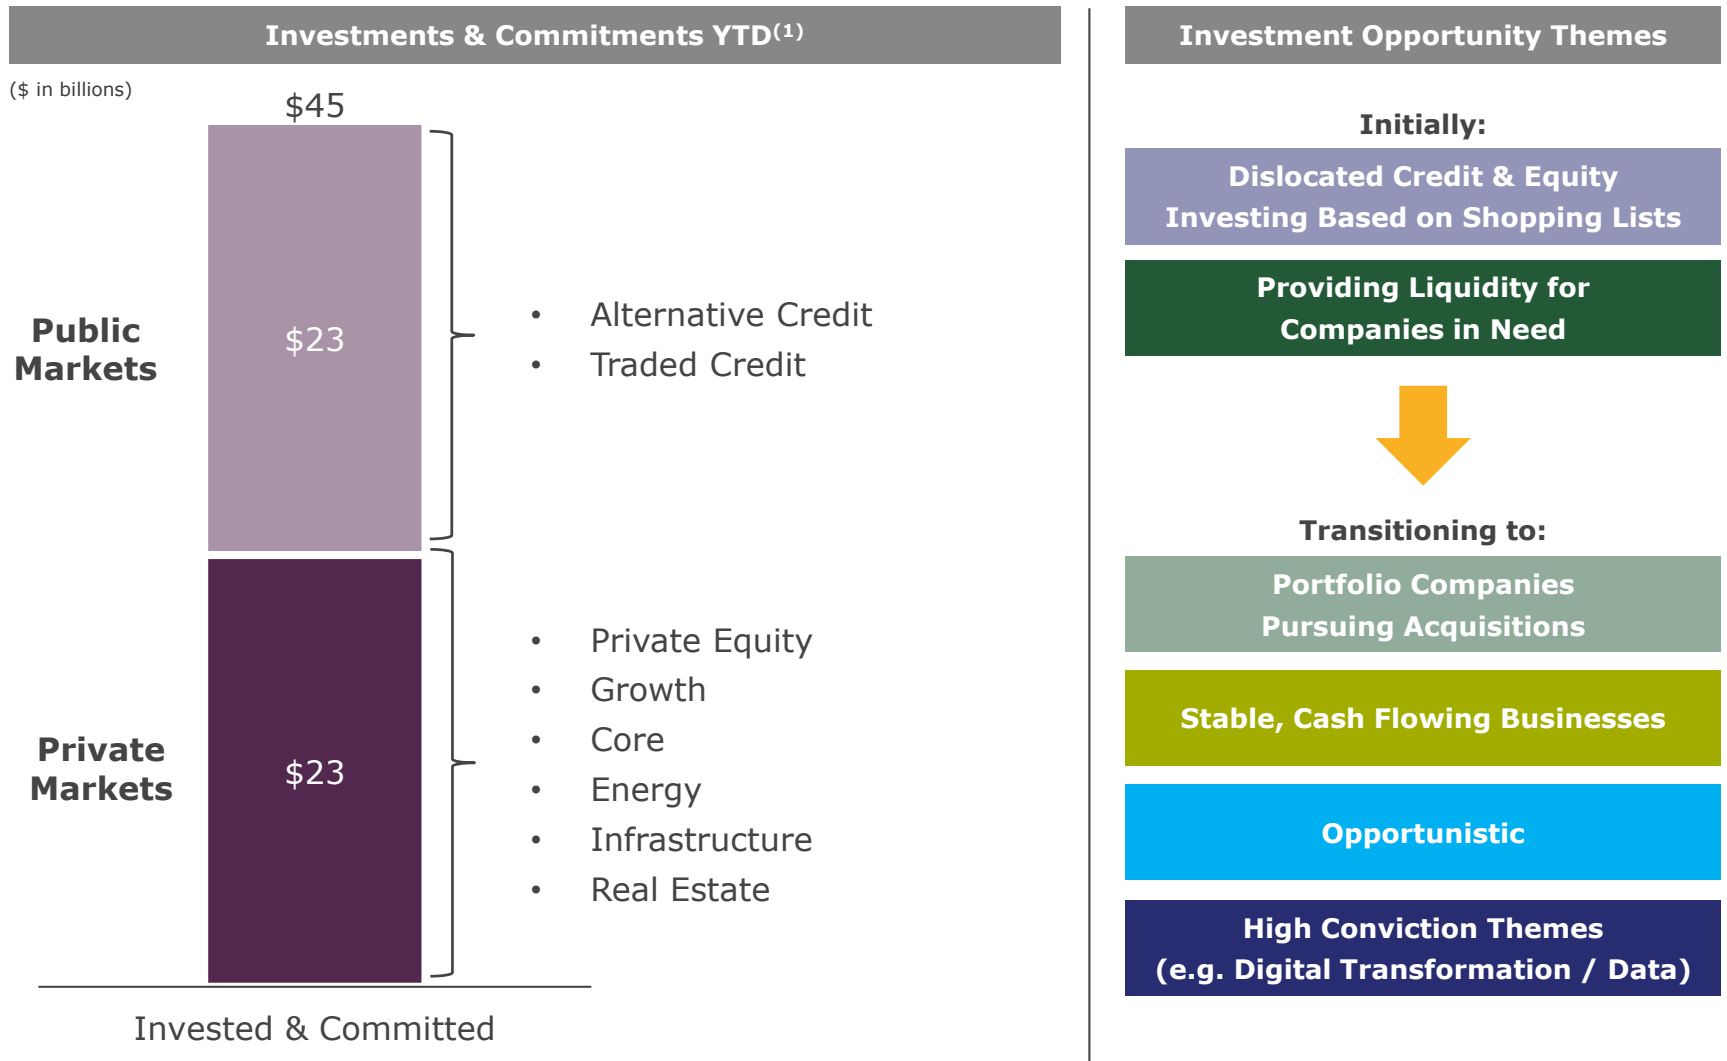 Investments & Commitments YTD(1)
($ in billions)
$45
Public
Markets
$23
• Alternative Credit
• Traded Credit
Private
Markets
$23
• Private Equity
• Growth
• Core
• Energy
• Infrastructure
• Real Estate
Invested & Committed
Investment Opportunity Themes
Initially:
Dislocated Credit & Equity
Investing Based on Shopping Lists
Providing Liquidity for
Companies in Need
Transitioning to:
Portfolio Companies
Pursuing Acquisitions
Stable, Cash Flowing Businesses
Opportunistic
High Conviction Themes
(e.g. Digital Transformation / Data)